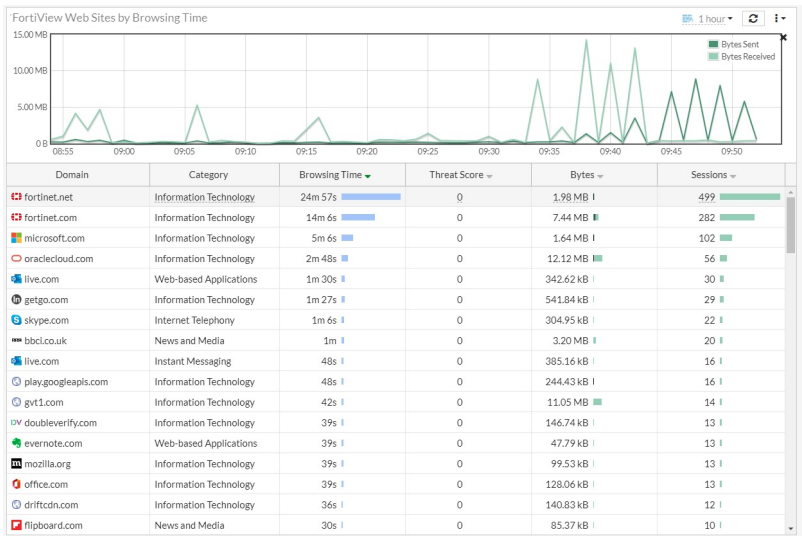 FortiView Web Sites by Browsing Time
1 hour
15.00 MB
10.00 MB
5.00 MB
0 B
Bytes Sent
Bytes Received
08:55 09:00 09:05 09:10 09:15 09:20 09:25 09:30 09:35 09:40 09:45 09:50
Domain Category Browsing Time Threat Score Bytes Sessions
fortinet.net Information Technology 24m 57s 0 1.98 MB 499
fortinet.com Information Technology 14m 6s 0 7.44 MB 282
microsoft.com Information Technology 5m 6s 0 1.64 MB 102
oraclecloud.com Information Technology 2m 48s 0 12.12 MB 56
live.com Web-based Applications 1m 30s 0 342.62 kB 30
getgo.com Information Technology 1m 27s 0 541.84 kB 29
skype.com Internet Telephony 1m 6s 0 304.95 kB 22
bbci.co.uk News and Media 1m 0 3.20 MB 20
live.com Instant Messaging 48s 0 385.16 kB 16
play.googleapis.com Information Technology 48s 0 244.43 kB 16
gvt1.com Information Technology 42s 0 11.05 MB 14
DV doubleverify.com Information Technology 39s 0 146.74 kB 13
evernote.com Web-based Applications 39s 0 47.79 kB 13
m mozilla.org Information Technology 39s 0 99.53 kB 13
office.com Information Technology 39s 0 128.06 kB 13
driftcdn.com Information Technology 36s 0 140.83 kB 12
flipboard.com News and Media 30s 0 85.37 kB 10